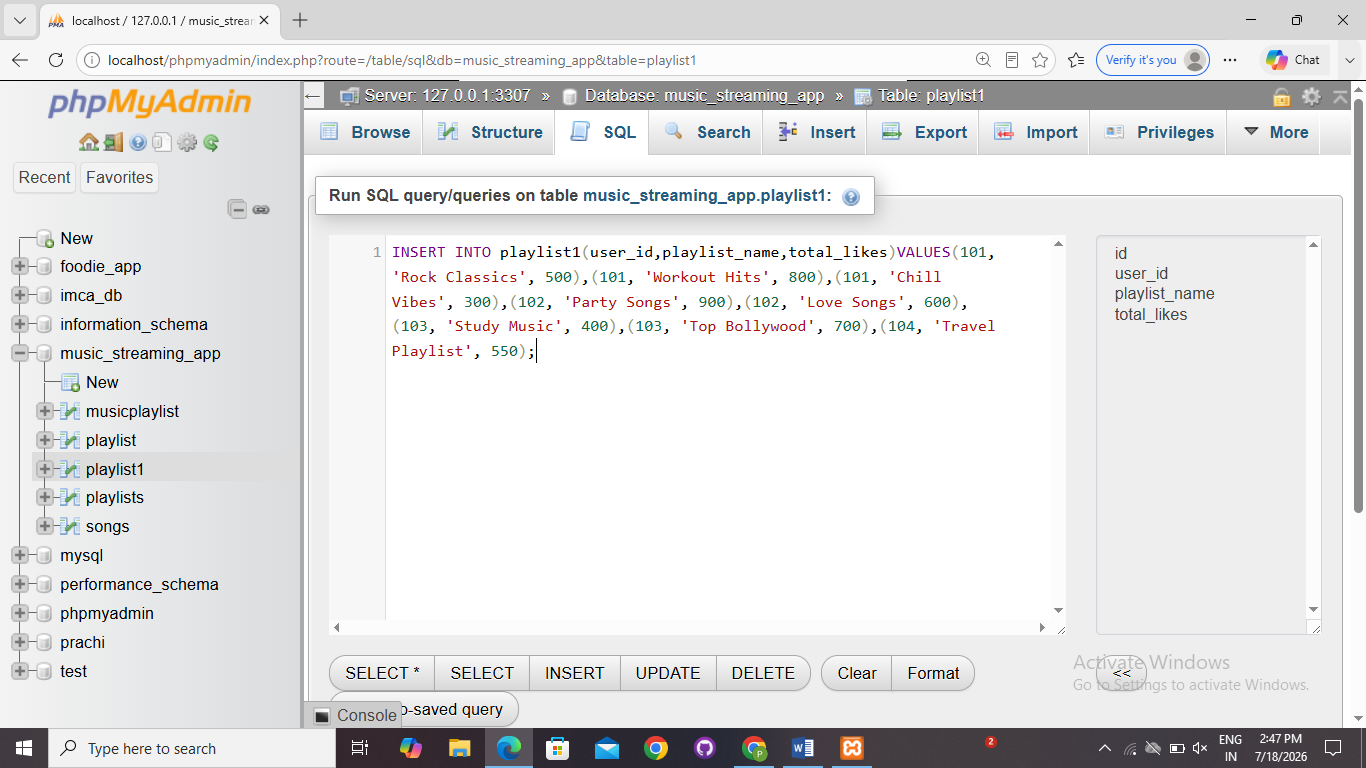 localhost / 127.0.0.1 / music_strear
localhost/phpmyadmin/index.php?route=/table/sql&db=music_streaming_app&table=playlist1
Verify it's you
Chat
phpMyAdmin
Recent
Favorites
New
foodie_app
imca_db
information_schema
music_streaming_app
New
musicplaylist
playlist
playlist1
playlists
songs
mysql
performance_schema
phpmyadmin
prachi
test
Server: 127.0.0.1:3307 » Database: music_streaming_app » Table: playlist1
Browse
Structure
SQL
Search
Insert
Export
Import
Privileges
More
Run SQL query/queries on table music_streaming_app.playlist1:
1
INSERT INTO playlist1(user_id,playlist_name,total_likes)VALUES(101,
'Rock Classics', 500),(101, 'Workout Hits', 800),(101, 'Chill
Vibes', 300),(102, 'Party Songs', 900),(102, 'Love Songs', 600),
(103, 'Study Music', 400),(103, 'Top Bollywood', 700),(104, 'Travel
Playlist', 550);
id
user_id
playlist_name
total_likes
SELECT *
SELECT
INSERT
UPDATE
DELETE
Clear
Format
<<
Console
o-saved query
Activate Windows
Go to Settings to activate Windows.
Type here to search
2
ENG
IN
2:47 PM
7/18/2026